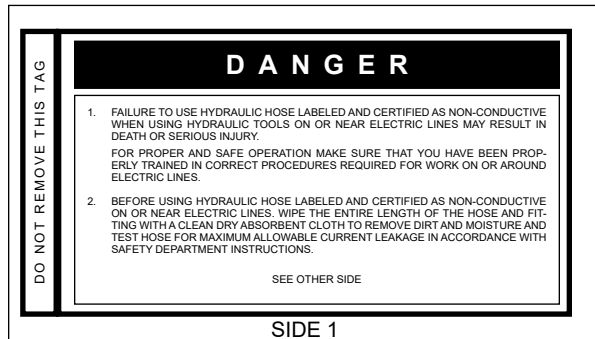 DO NOT REMOVE THIS TAG
DANGER
1. FAILURE TO USE HYDRAULIC HOSE LABELED AND CERTIFIED AS NON-CONDUCTIVE
WHEN USING HYDRAULIC TOOLS ON OR NEAR ELECTRIC LINES MAY RESULT IN
DEATH OR SERIOUS INJURY.
FOR PROPER AND SAFE OPERATION MAKE SURE THAT YOU HAVE BEEN PROP-
ERLY TRAINED IN CORRECT PROCEDURES REQUIRED FOR WORK ON OR AROUND
ELECTRIC LINES.
2. BEFORE USING HYDRAULIC HOSE LABELED AND CERTIFIED AS NON-CONDUCTIVE
ON OR NEAR ELECTRIC LINES. WIPE THE ENTIRE LENGTH OF THE HOSE AND FIT-
TING WITH A CLEAN DRY ABSORBENT CLOTH TO REMOVE DIRT AND MOISTURE AND
TEST HOSE FOR MAXIMUM ALLOWABLE CURRENT LEAKAGE IN ACCORDANCE WITH
SAFETY DEPARTMENT INSTRUCTIONS.
SEE OTHER SIDE
SIDE 1